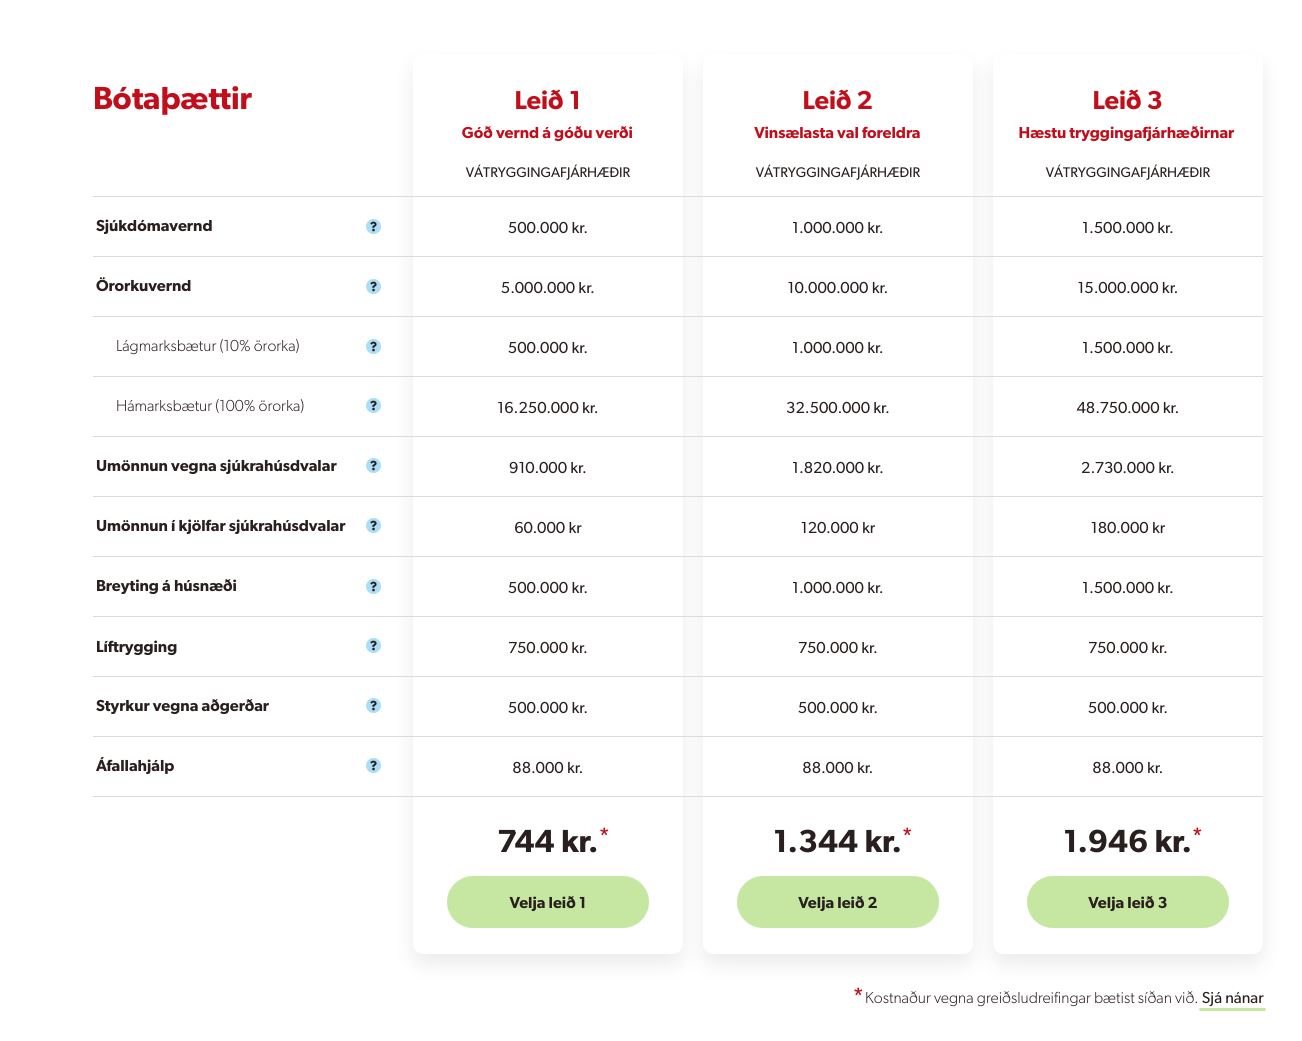 Bótaþættir
Leið 1
Leið 2
Leið 3
Góð vernd á góðu verði
Vinsælasta val foreldra
Hæstu tryggingafjárhæðirnar
VÁTRYGGINGAFJÁRHÆÐIR
VÁTRYGGINGAFJÁRHÆÐIR
VÁTRYGGINGAFJÁRHÆÐIR
Sjúkdómavernd ? 500.000 kr. 1.000.000 kr. 1.500.000 kr.
Örorkuvernd ? 5.000.000 kr. 10.000.000 kr. 15.000.000 kr.
Lágmarksbætur (10% örorka) ? 500.000 kr. 1.000.000 kr. 1.500.000 kr.
Hámarksbætur (100% örorka) ? 16.250.000 kr. 32.500.000 kr. 48.750.000 kr.
Umönnun vegna sjúkrahúsdvalar ? 910.000 kr. 1.820.000 kr. 2.730.000 kr.
Umönnun í kjölfar sjúkrahúsdvalar ? 60.000 kr 120.000 kr 180.000 kr
Breyting á húsnæði ? 500.000 kr. 1.000.000 kr. 1.500.000 kr.
Líftrygging ? 750.000 kr. 750.000 kr. 750.000 kr.
Styrkur vegna aðgerðar ? 500.000 kr. 500.000 kr. 500.000 kr.
Áfallahjálp ? 88.000 kr. 88.000 kr. 88.000 kr.
744 kr.* 1.344 kr.* 1.946 kr.*
Velja leið 1
Velja leið 2
Velja leið 3
* Kostnaður vegna greiðsludreifingar bætist síðan við. Sjá nánar